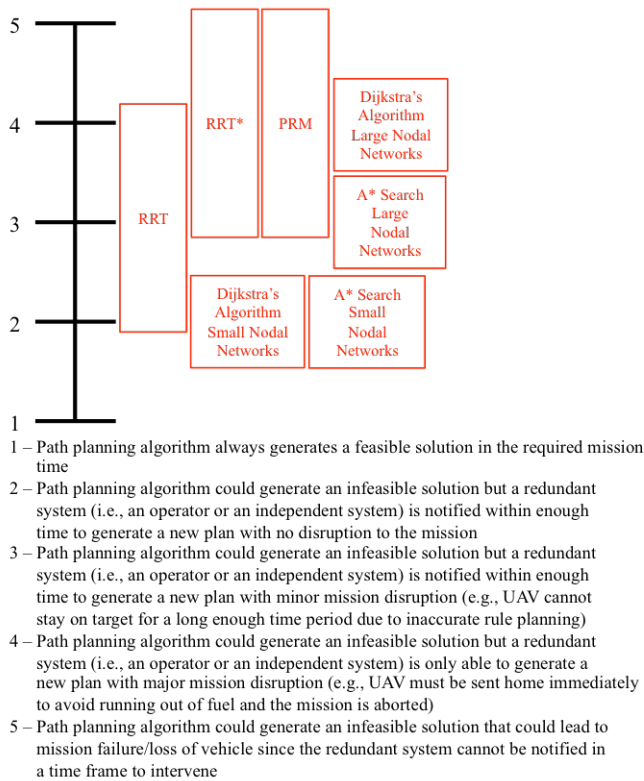 5
4
3
2
1
RRT
RRT*
PRM
Dijkstra's
Algorithm
Large Nodal
Networks
A* Search
Large
Nodal
Networks
Dijkstra's
Algorithm
Small Nodal
Networks
A* Search
Small
Nodal
Networks
1 – Path planning algorithm always generates a feasible solution in the required mission
time
2 – Path planning algorithm could generate an infeasible solution but a redundant
system (i.e., an operator or an independent system) is notified within enough
time to generate a new plan with no disruption to the mission
3 – Path planning algorithm could generate an infeasible solution but a redundant
system (i.e., an operator or an independent system) is notified within enough
time to generate a new plan with minor mission disruption (e.g., UAV cannot
stay on target for a long enough time period due to inaccurate rule planning)
4 – Path planning algorithm could generate an infeasible solution but a redundant
system (i.e., an operator or an independent system) is only able to generate a
new plan with major mission disruption (e.g., UAV must be sent home immediately
to avoid running out of fuel and the mission is aborted)
5 – Path planning algorithm could generate an infeasible solution that could lead to
mission failure/loss of vehicle since the redundant system cannot be notified in
a time frame to intervene